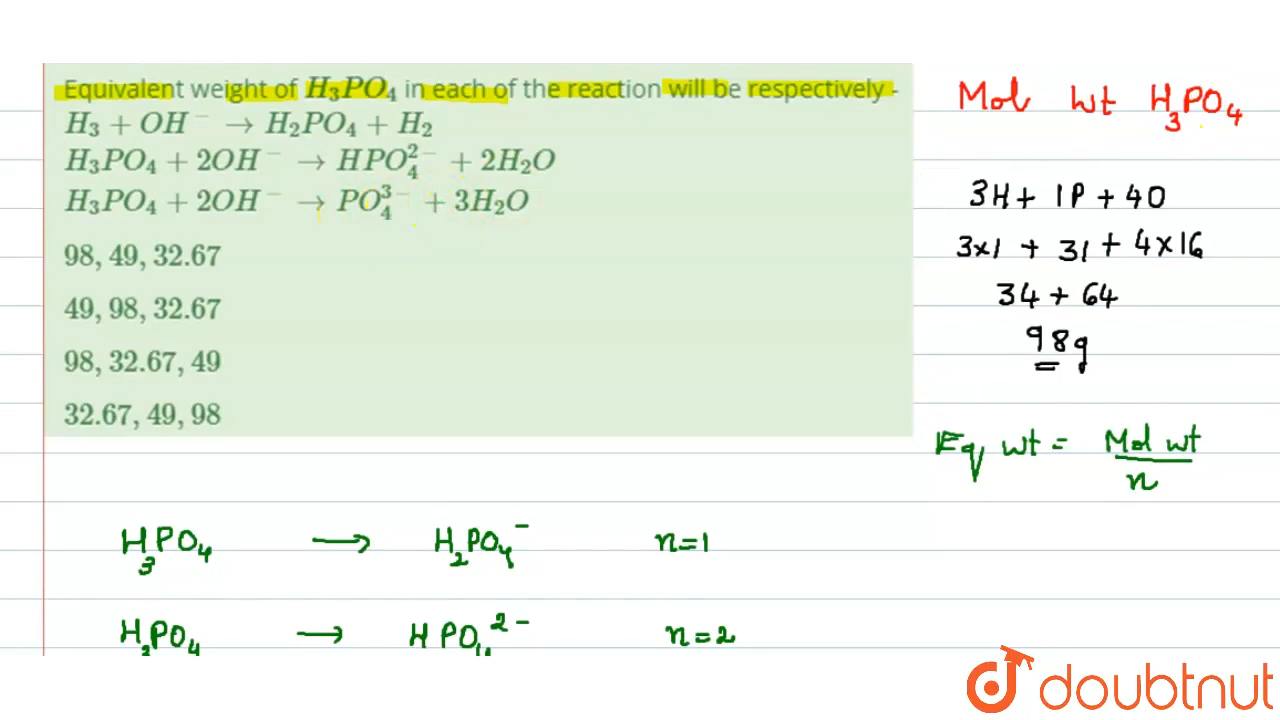 Equivalent weight of H₃PO₄ in each of the reaction will be respectively -
H₃ + OH⁻ → H₂PO₄ + H₂
H₃PO₄ + 2OH⁻ → HPO₄²⁻ + 2H₂O
H₃PO₄ + 2OH⁻ → PO₄³⁻ + 3H₂O
98, 49, 32.67
49, 98, 32.67
98, 32.67, 49
32.67, 49, 98
Mol wt H₃PO₄
3H + 1P + 4O
3×1 + 31 + 4×16
34 + 64
98g
Eq wt = Mol wt / n
H₃PO₄ → H₂PO₄⁻ n=1
H₃PO₄ → HPO₄²⁻ n=2
doubtnut